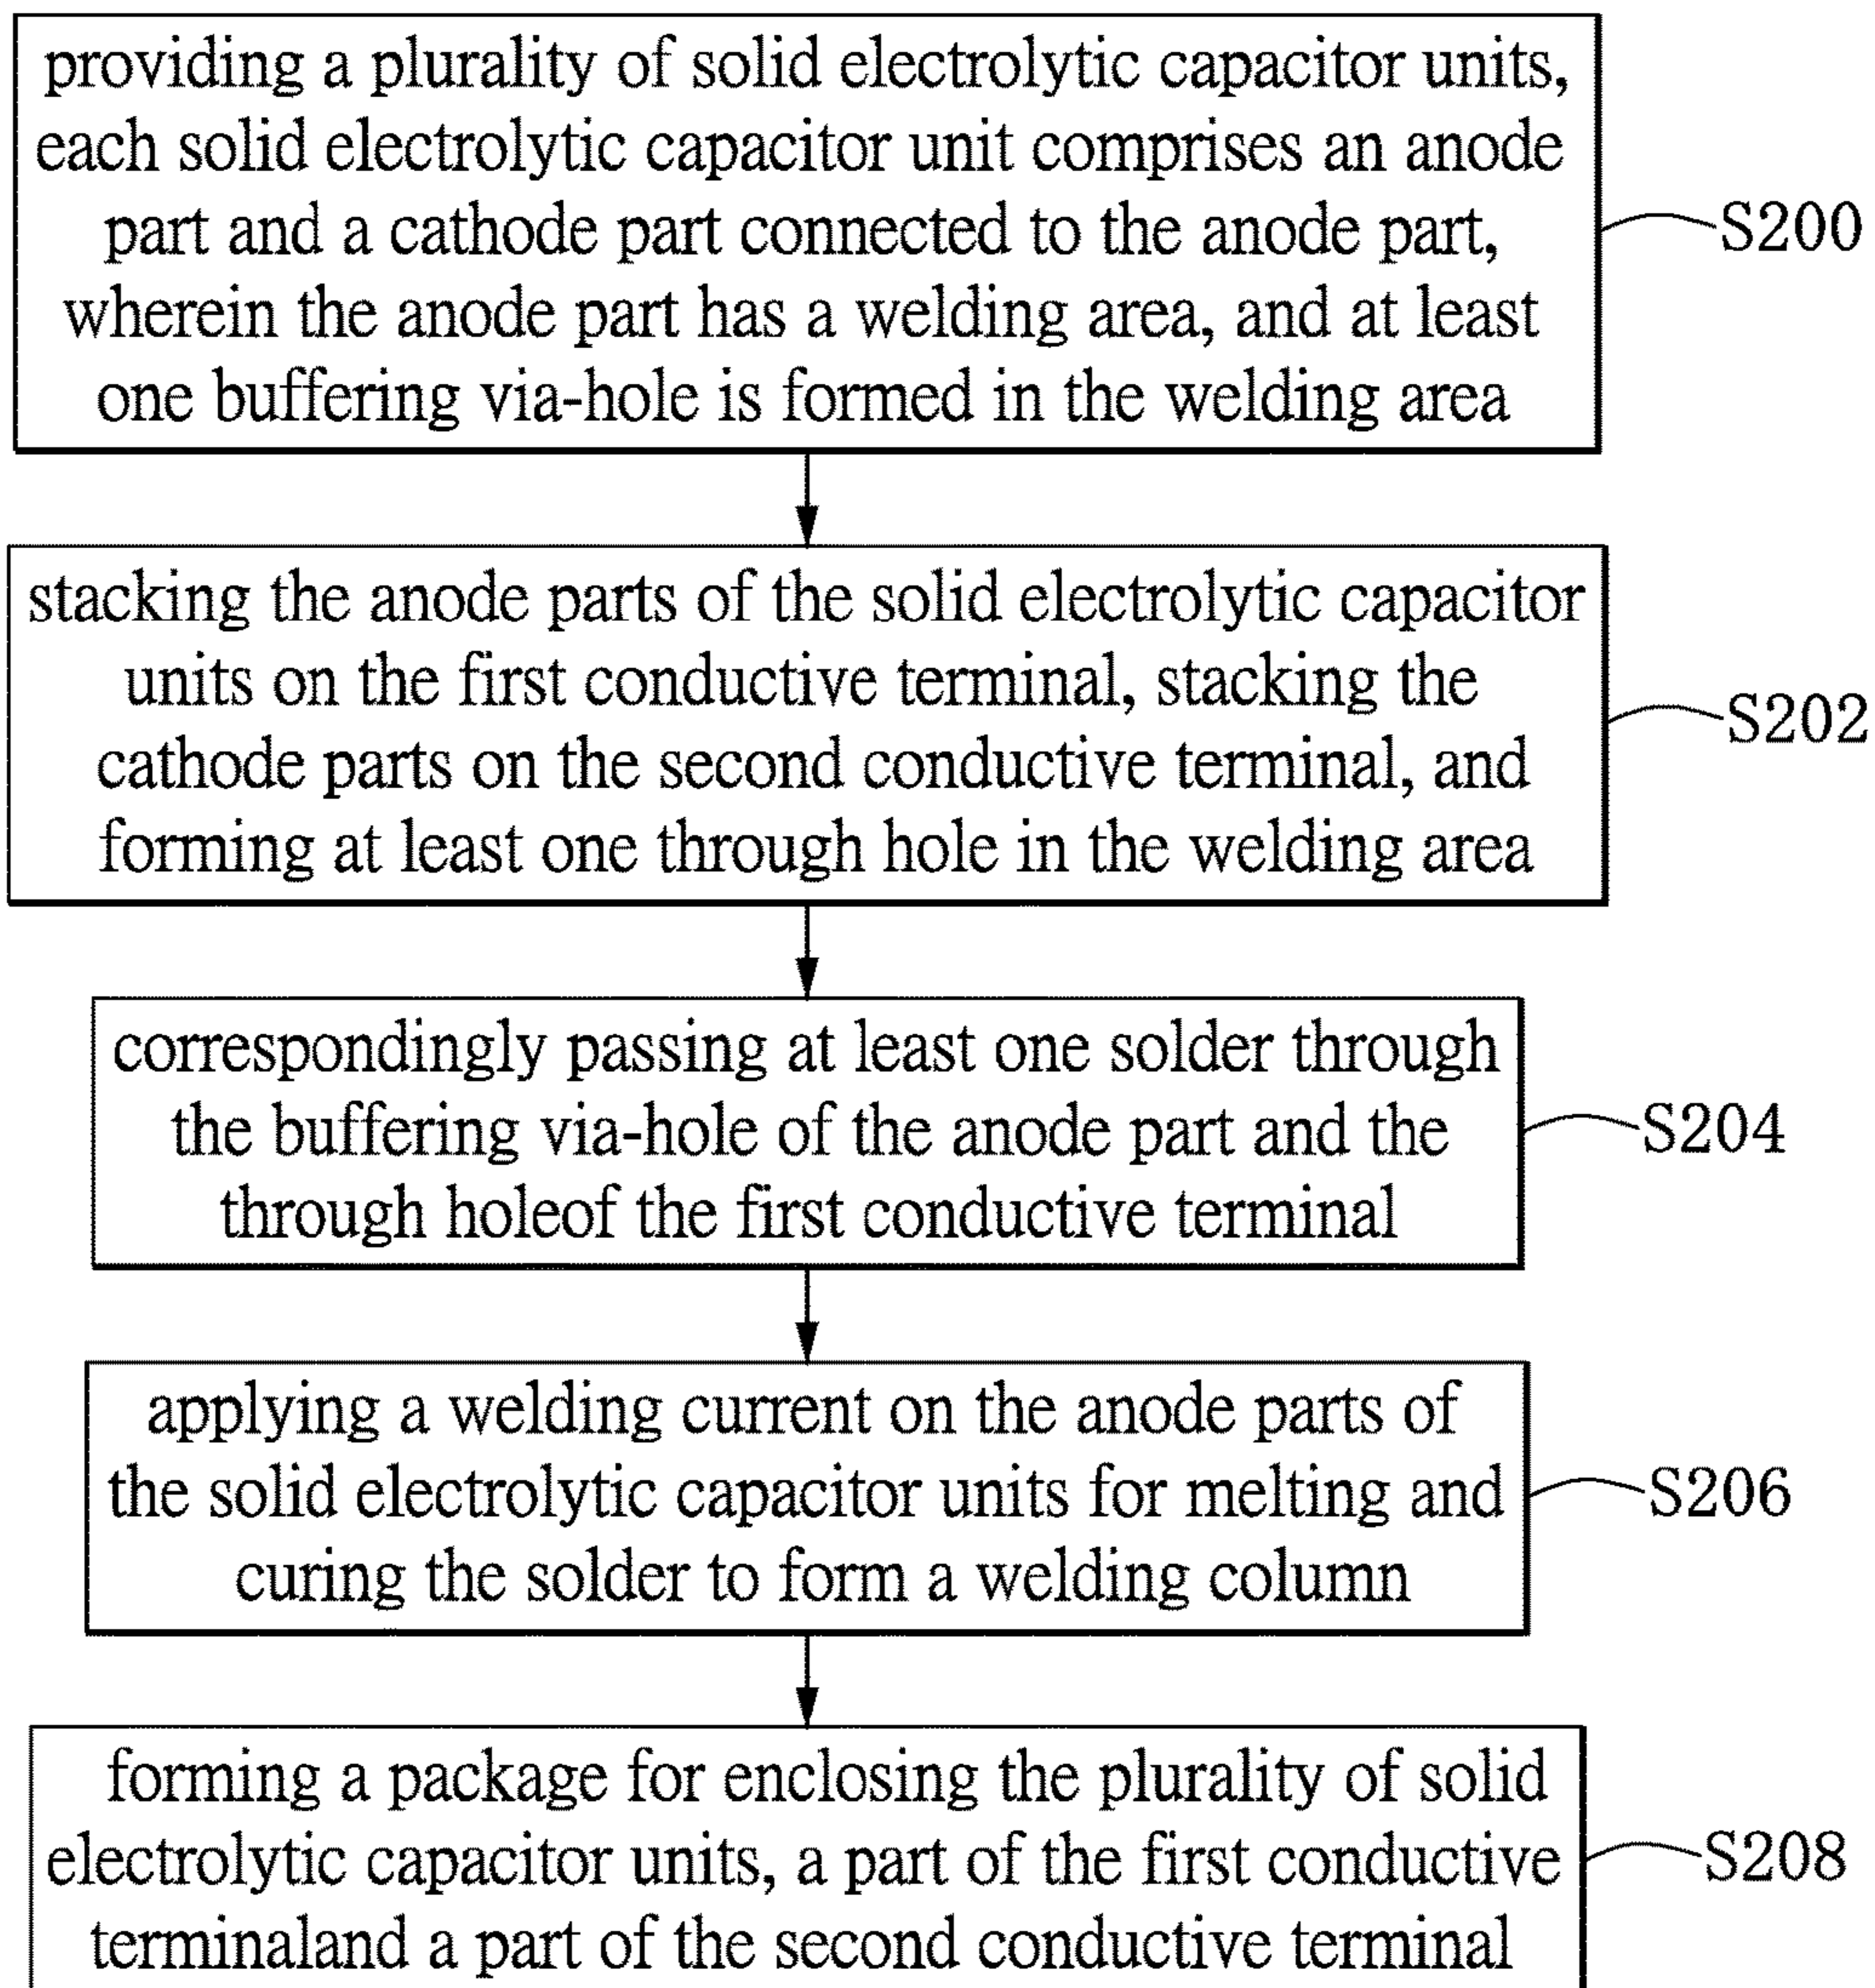 providing a plurality of solid electrolytic capacitor units,
each solid electrolytic capacitor unit comprises an anode
part and a cathode part connected to the anode part,
wherein the anode part has a welding area, and at least
one buffering via-hole is formed in the welding area
S200
stacking the anode parts of the solid electrolytic capacitor
units on the first conductive terminal, stacking the
cathode parts on the second conductive terminal, and
forming at least one through hole in the welding area
S202
correspondingly passing at least one solder through
the buffering via-hole of the anode part and the
through holeof the first conductive terminal
S204
applying a welding current on the anode parts of
the solid electrolytic capacitor units for melting and
curing the solder to form a welding column
S206
forming a package for enclosing the plurality of solid
electrolytic capacitor units, a part of the first conductive
terminaland a part of the second conductive terminal
S208